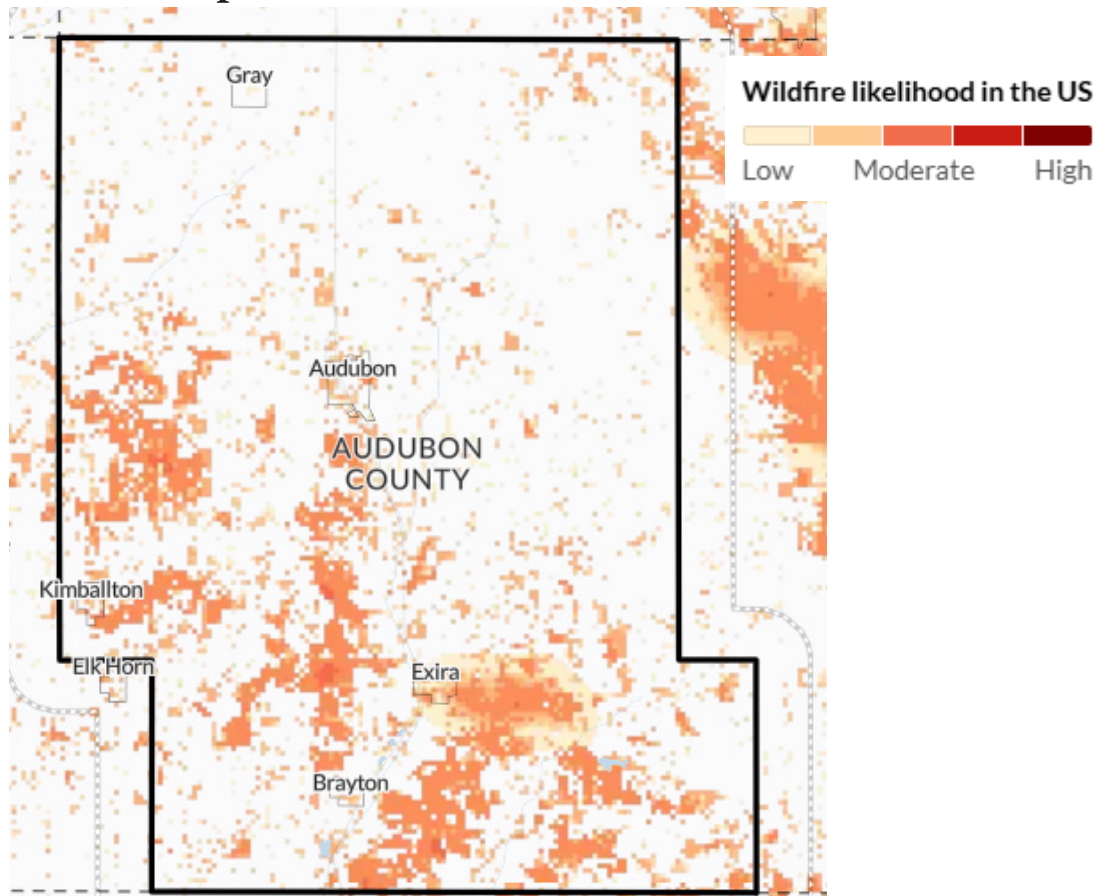 Gray
Wildfire likelihood in the US
Low Moderate High
Audubon
AUDUBON
COUNTY
Kimballton
Elk Horn
Exira
Brayton